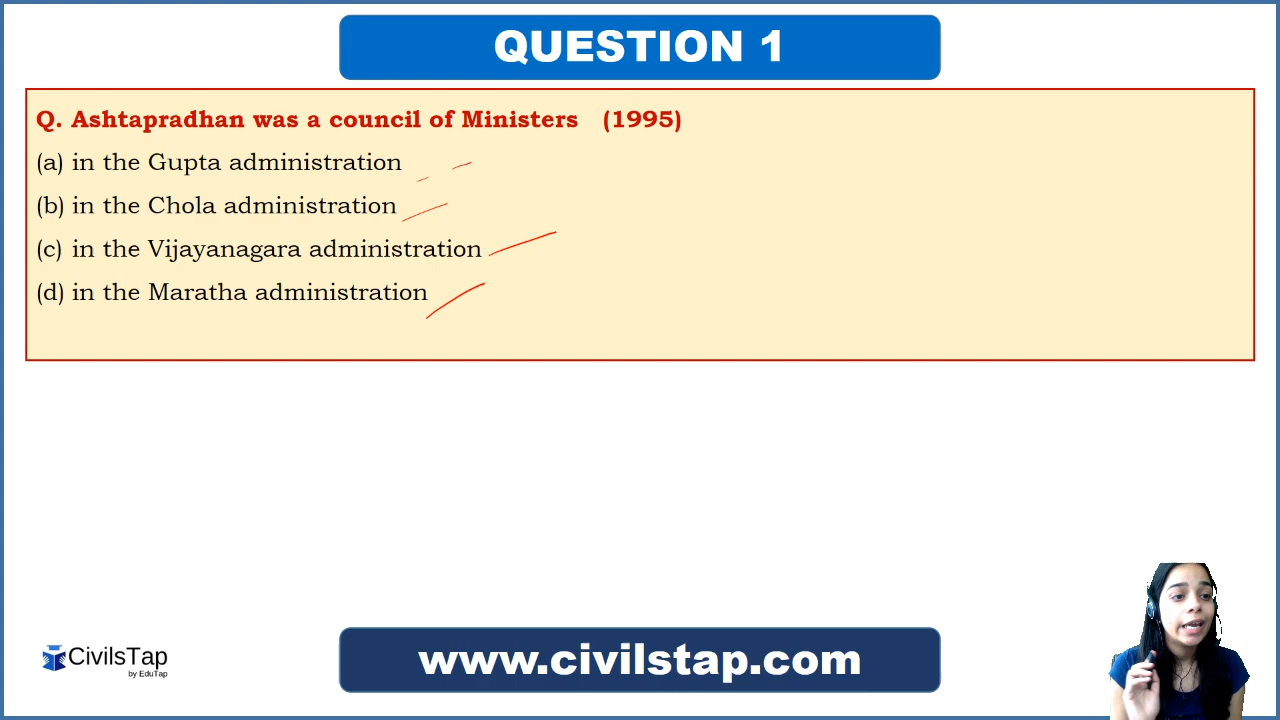 QUESTION 1
Q. Ashtapradhan was a council of Ministers (1995)
(a) in the Gupta administration
(b) in the Chola administration
(c) in the Vijayanagara administration
(d) in the Maratha administration
CivilsTap
by EduTap
www.civilstap.com